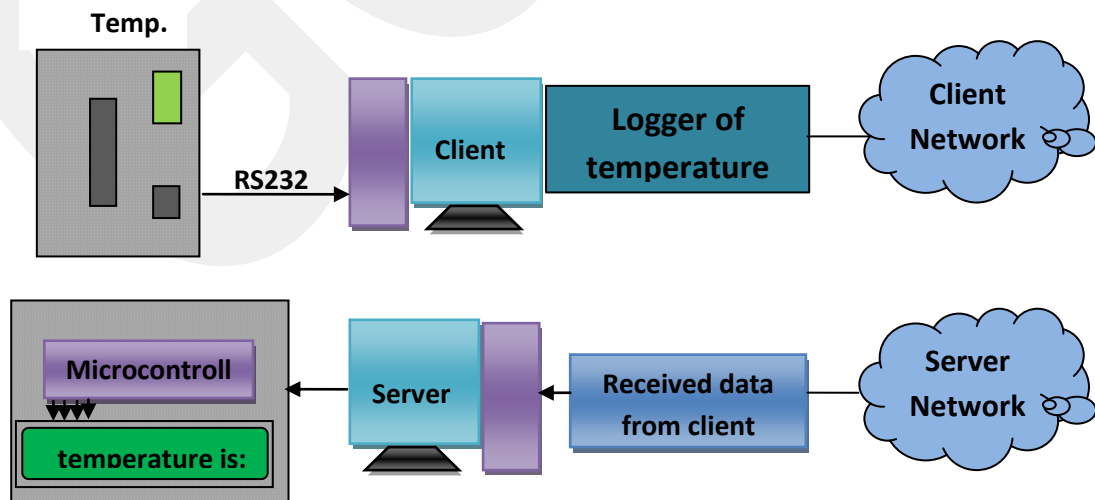 Temp.
RS232
Client
Logger of
temperature
Client
Network
Microcontroll
temperature is:
Server
Received data
from client
Server
Network